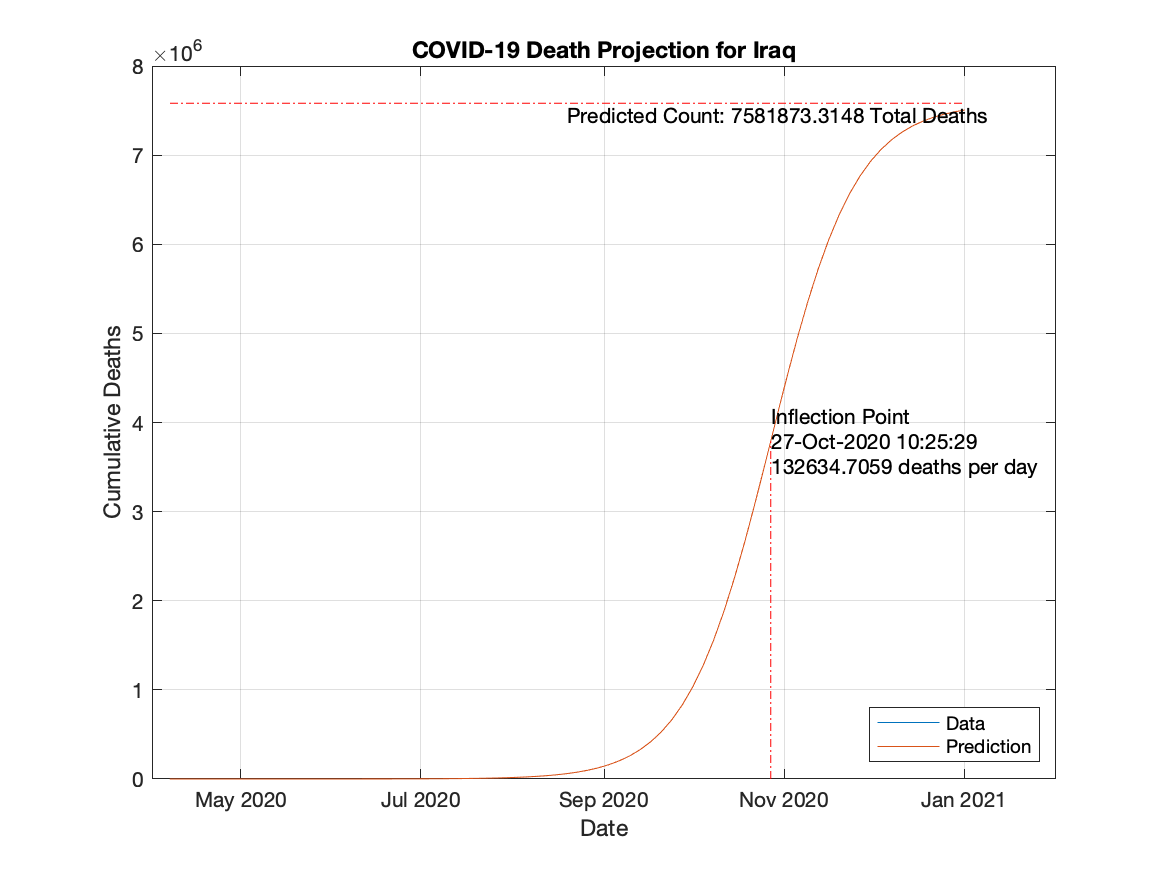 COVID-19 Death Projection for Iraq
×10^6
8
Predicted Count: 7581873.3148 Total Deaths
7
6
5
4
Inflection Point
27-Oct-2020 10:25:29
132634.7059 deaths per day
3
2
1
0
Cumulative Deaths
Data
Prediction
May 2020 Jul 2020 Sep 2020 Nov 2020 Jan 2021
Date